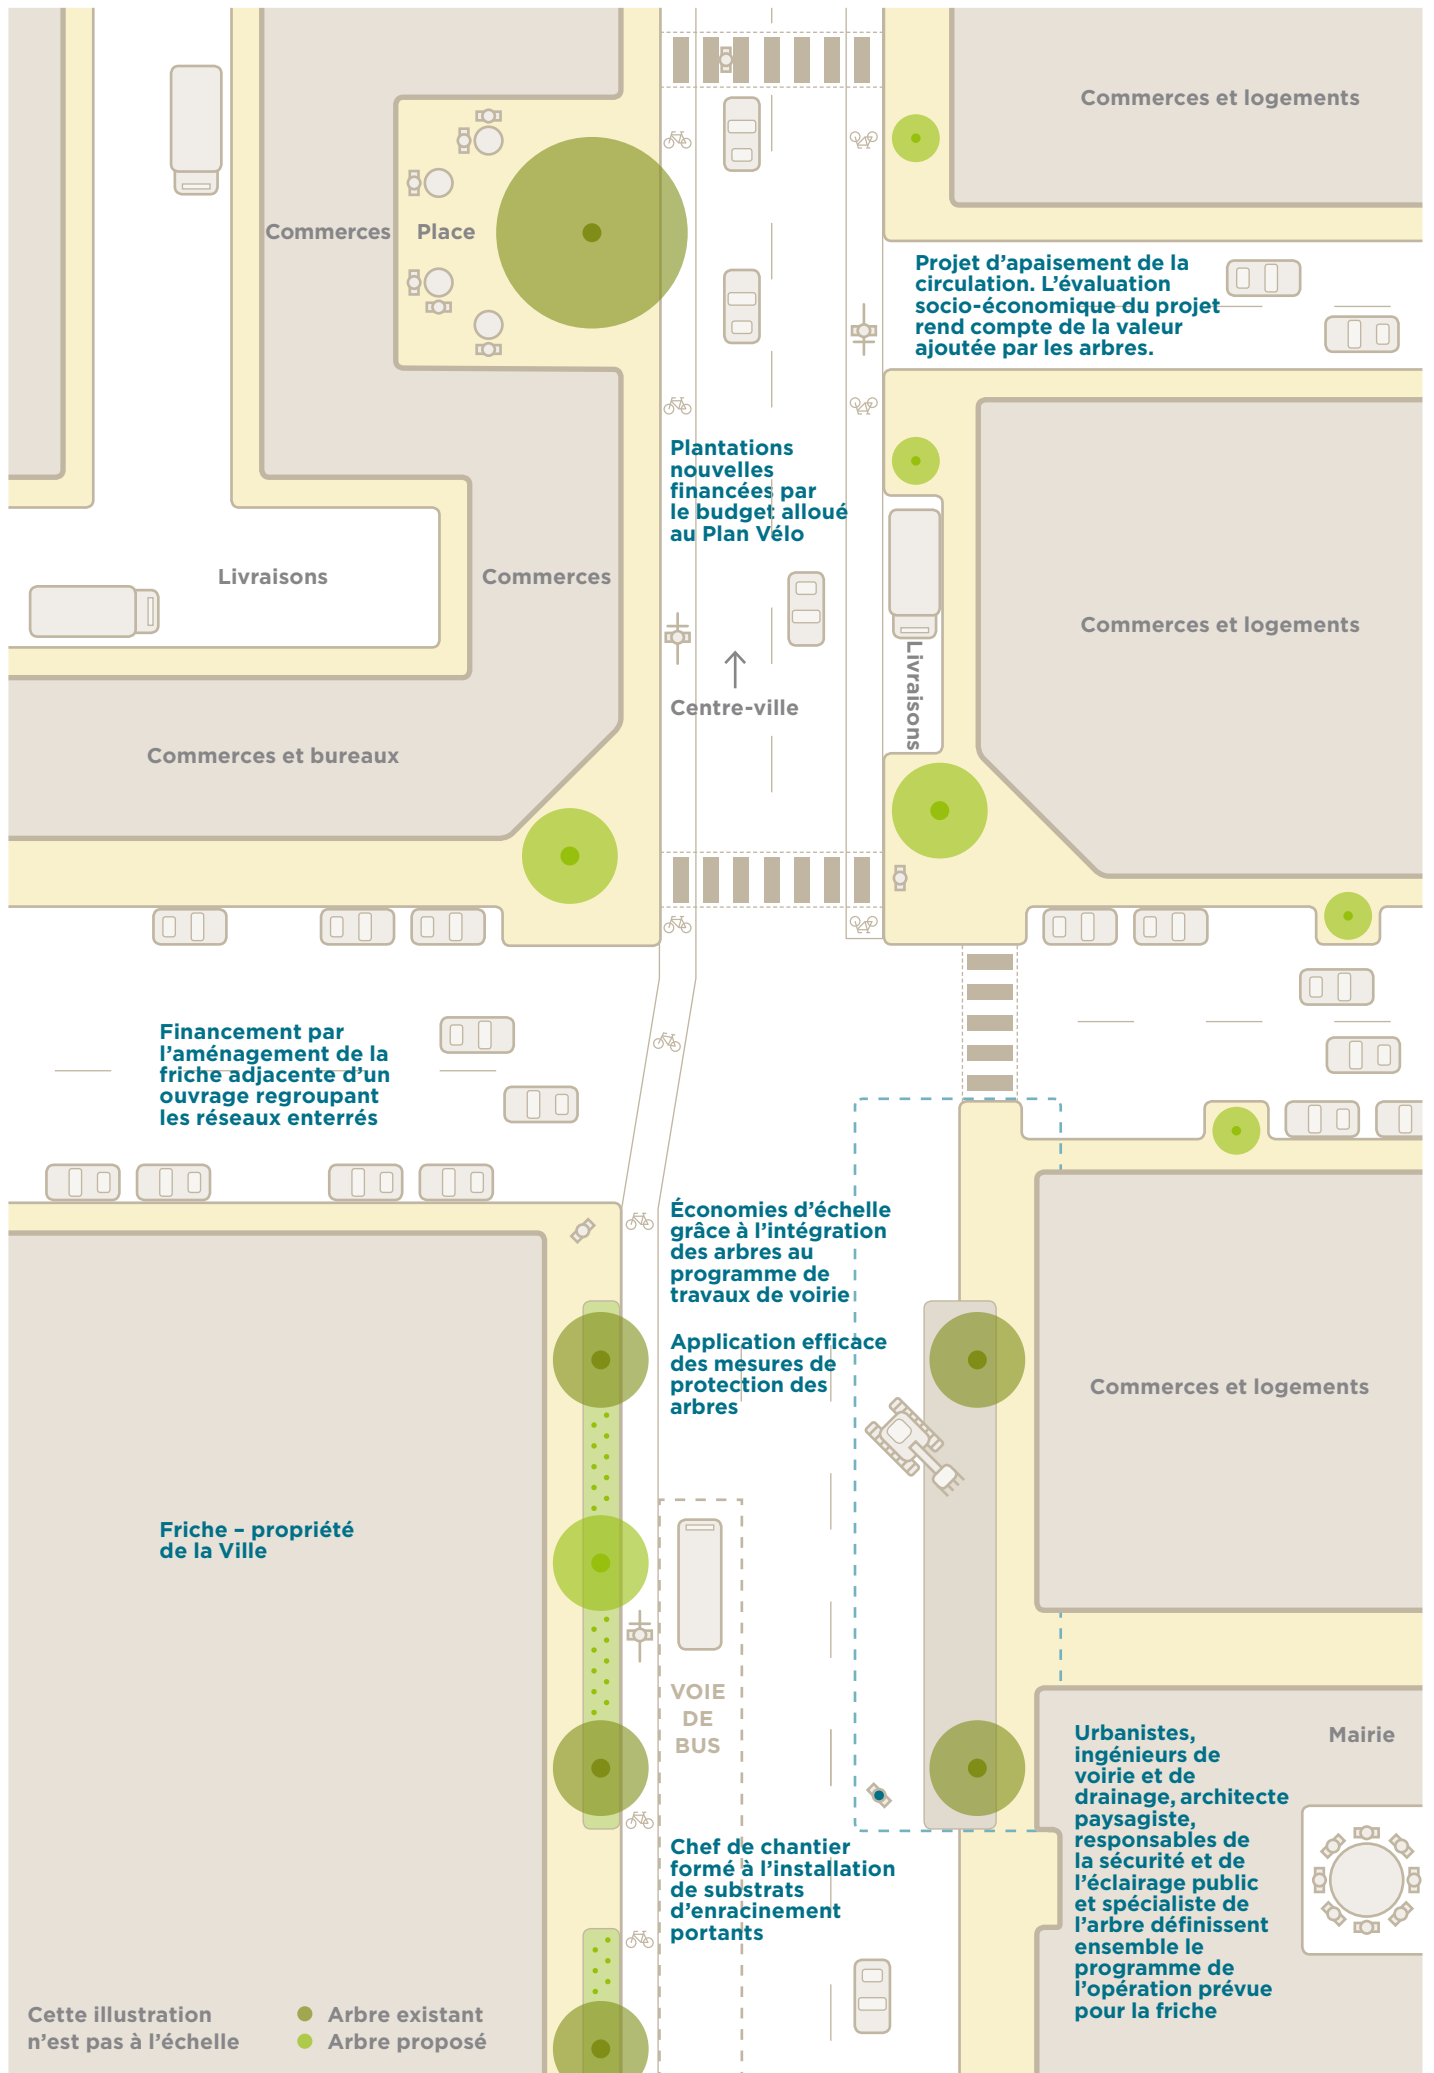 Commerces et logements
Commerces
Place
Projet d’apaisement de la
circulation. L’évaluation
socio-économique du projet
rend compte de la valeur
ajoutée par les arbres.
Plantations
nouvelles
financées par
le budget alloué
au Plan Vélo
Livraisons
Commerces
Commerces et logements
Livraisons
Centre-ville
Commerces et bureaux
Financement par
l’aménagement de la
friche adjacente d’un
ouvrage regroupant
les réseaux enterrés
Économies d’échelle
grâce à l’intégration
des arbres au
programme de
travaux de voirie
Application efficace
des mesures de
protection des
arbres
Commerces et logements
Friche – propriété
de la Ville
VOIE
DE
BUS
Urbanistes,
ingénieurs de
voirie et de
drainage, architecte
paysagiste,
responsables de
la sécurité et de
l’éclairage public
et spécialiste de
l’arbre définissent
ensemble le
programme de
l’opération prévue
pour la friche
Mairie
Chef de chantier
formé à l’installation
de substrats
d’enracinement
portants
Cette illustration
n’est pas à l’échelle
Arbre existant
Arbre proposé